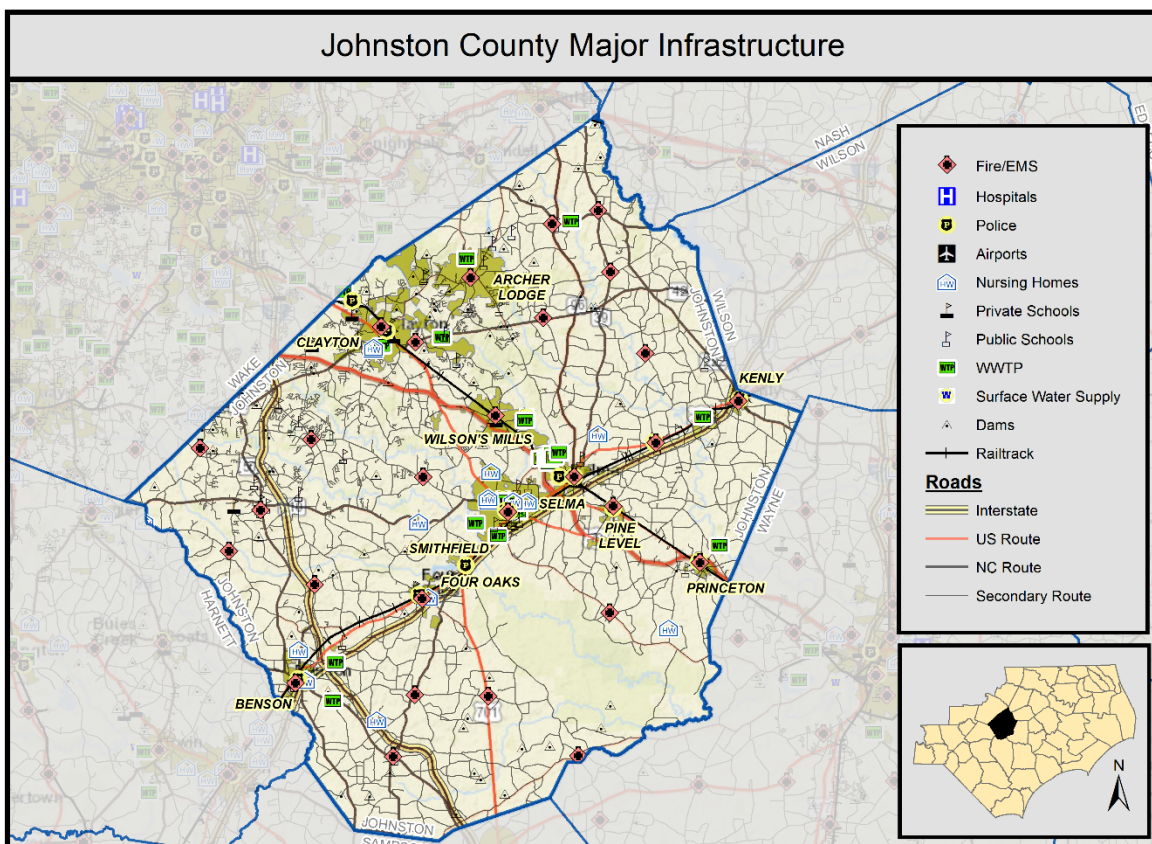 Johnston County Major Infrastructure
NASH
WILSON
Fire/EMS
Hospitals
Police
Airports
Nursing Homes
Private Schools
Public Schools
WWTP
Surface Water Supply
Dams
Railtrack
Roads
Interstate
US Route
NC Route
Secondary Route
ARCHER
LODGE
CLAYTON
WAKE
JOHNSTON
WILSON
JOHNSTON
KENLY
WILSON'S MILLS
SELMA
PINE
LEVEL
JOHNSTON
WAYNE
SMITHFIELD
FOUR OAKS
PRINCETON
JOHNSTON
HARNETT
BENSON
701
JOHNSTON
N